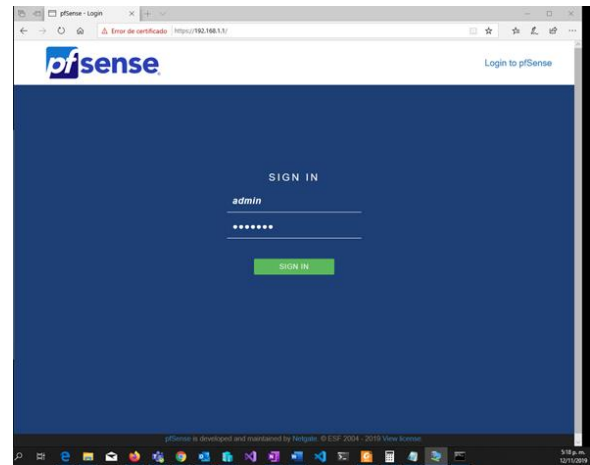 pfSense - Login
Error de certificado https://192.168.1.1/
pfsense
Login to pfSense
SIGN IN
admin
SIGN IN
pfSense is developed and maintained by Netgate. © ESF 2004 - 2019 View license.
5:18 p. m.
12/11/2019